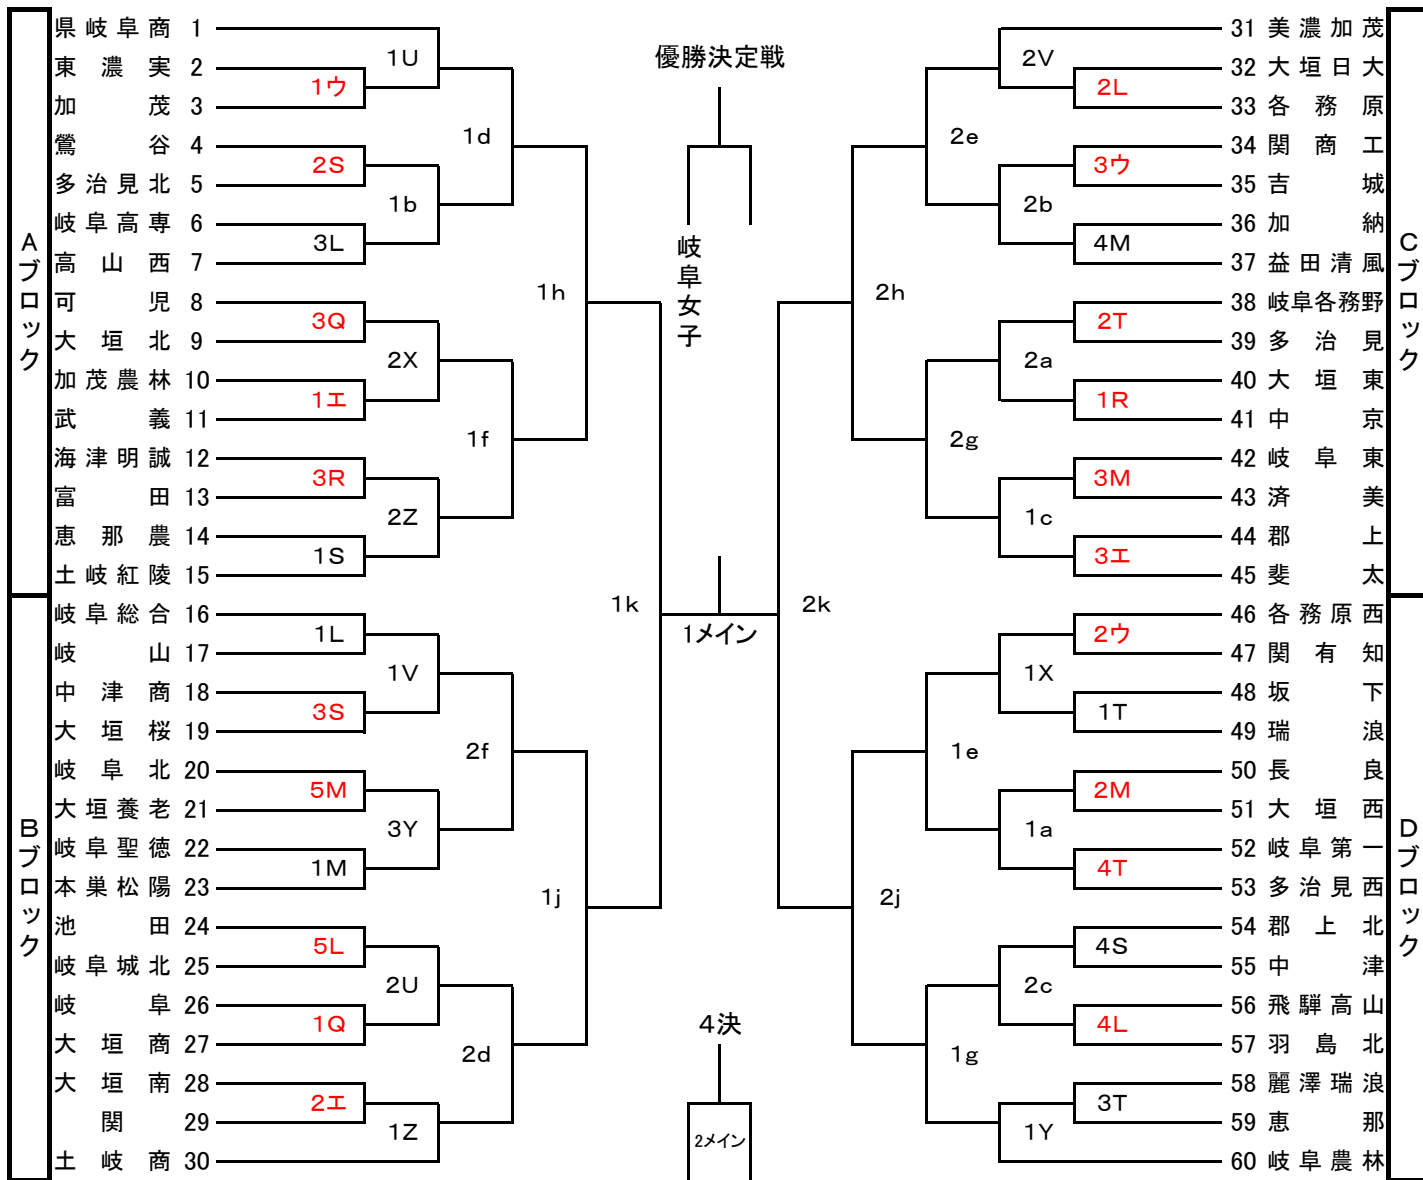 Aブロック
県岐阜商 1
東濃実 2
加茂 3
鶯谷 4
多治見北 5
岐阜高専 6
高山西 7
可児 8
大垣北 9
加茂農林 10
武義 11
海津明誠 12
富田 13
恵那農 14
土岐紅陵 15
Bブロック
岐阜総合 16
岐山 17
中津商 18
大垣桜 19
岐阜北 20
大垣養老 21
岐阜聖徳 22
本巣松陽 23
池田 24
岐阜城北 25
岐阜 26
大垣商 27
大垣南 28
関 29
土岐商 30
1ウ
2S
3L
3Q
1エ
3R
1S
1L
3S
5M
1M
5L
1Q
2エ
1U
1b
2X
2Z
1V
3Y
2U
1Z
1d
1f
2f
2d
1h
1j
1k
優勝決定戦
岐阜女子
1メイン
4決
2メイン
2k
2h
2j
2e
2g
1e
1g
2V
2b
2a
1c
1X
1a
2c
1Y
2L
3ウ
4M
2T
1R
3M
3エ
2ウ
1T
2M
4T
4S
4L
3T
31 美濃加茂
32 大垣日大
33 各務原
34 関商工
35 吉城
36 加納
37 益田清風
38 岐阜各務野
39 多治見
40 大垣東
41 中京
42 岐阜東
43 済美
44 郡上
45 斐太
Cブロック
46 各務原西
47 関有知
48 坂下
49 瑞浪
50 長良
51 大垣西
52 岐阜第一
53 多治見西
54 郡上北
55 中津
56 飛騨高山
57 羽島北
58 麗澤瑞浪
59 恵那
60 岐阜農林
Dブロック